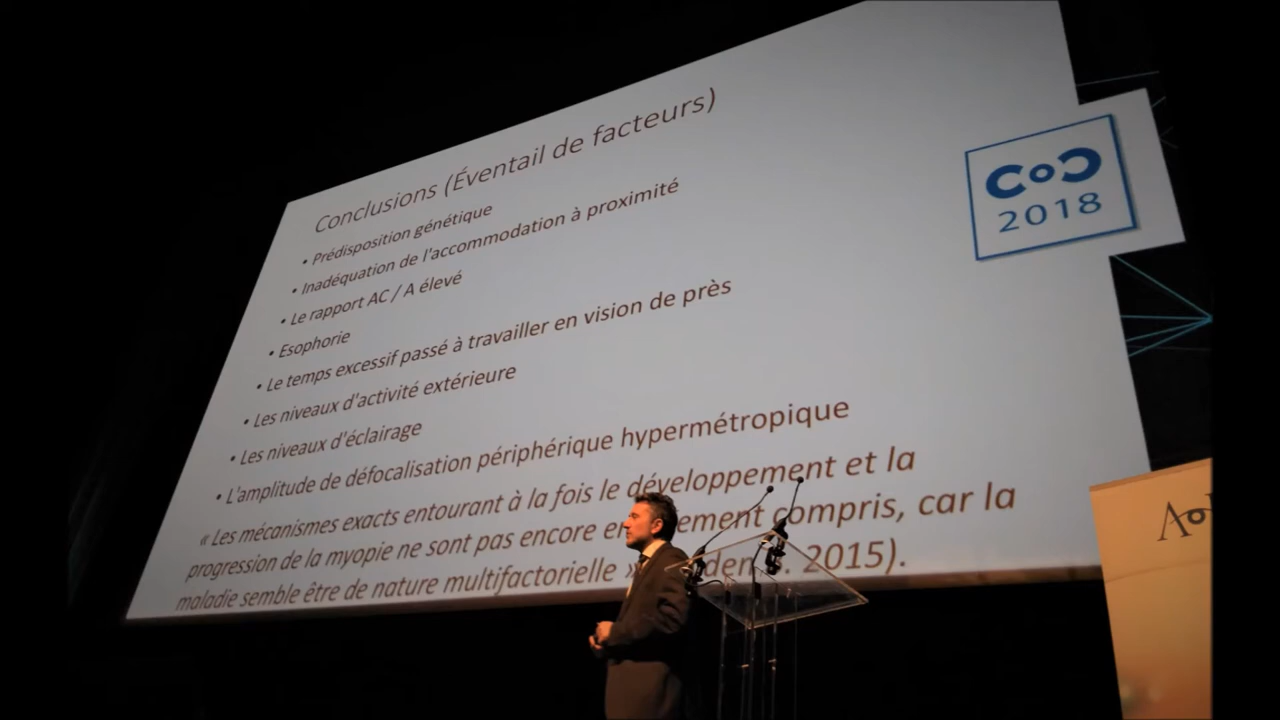 Conclusions (Éventail de facteurs)
• Prédisposition génétique
• Inadéquation de l'accommodation à proximité
• Le rapport AC / A élevé
• Esophorie
• Le temps excessif passé à travailler en vision de près
• Les niveaux d'activité extérieure
• Les niveaux d'éclairage
• L'amplitude de défocalisation périphérique hypermétropique
« Les mécanismes exacts entourant à la fois le développement et la
progression de la myopie ne sont pas encore compris, car la
maladie semble être de nature multifactorielle » 2015).
CoC
2018